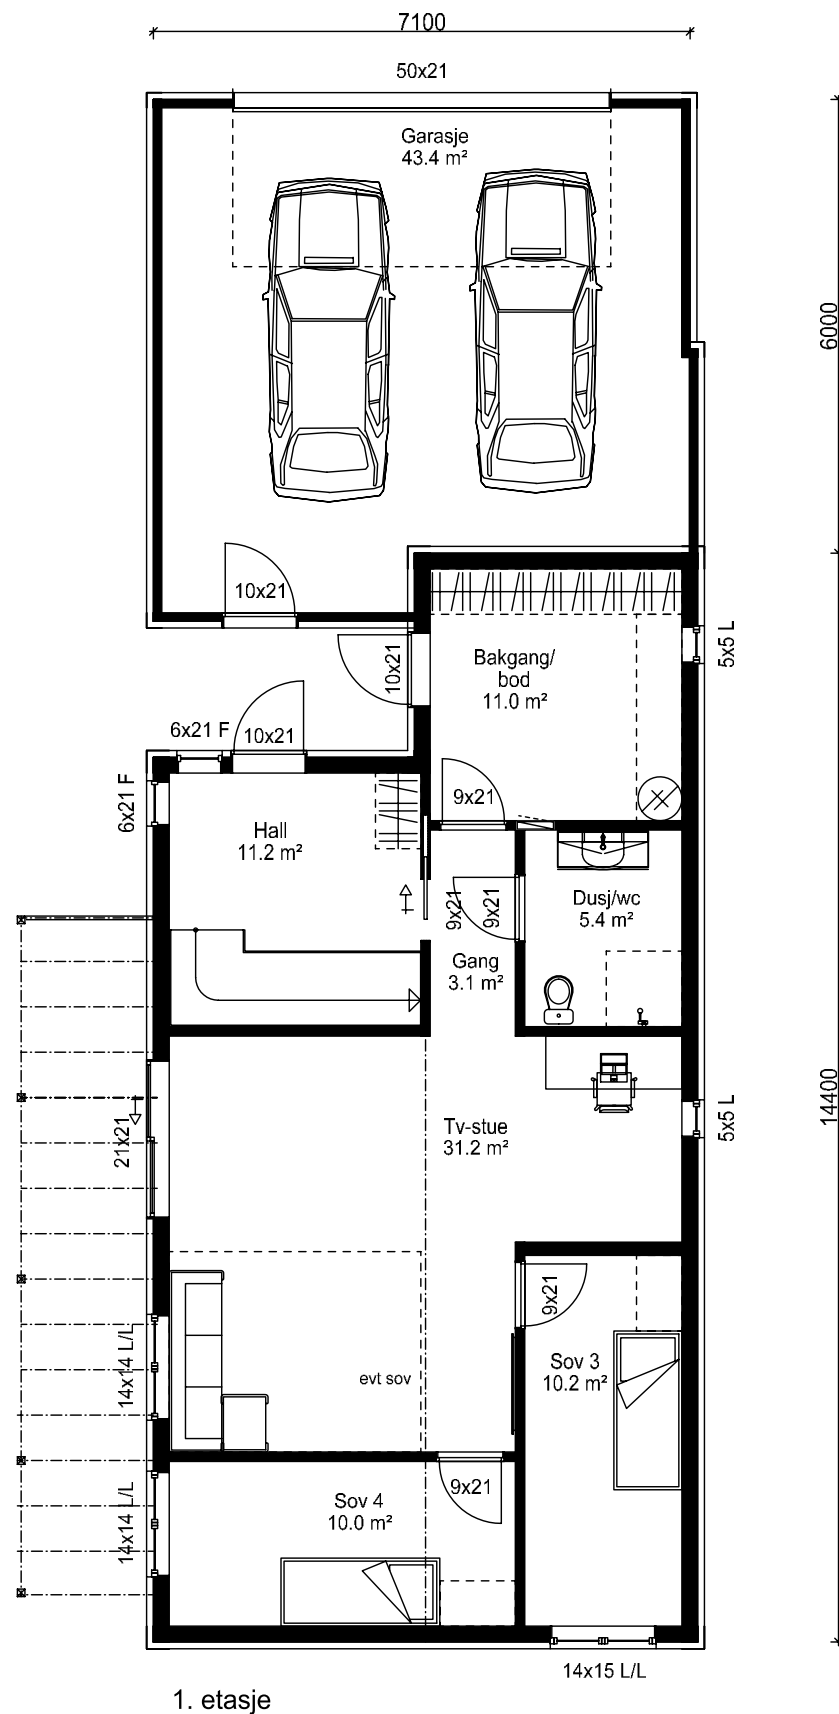 7100
50x21
Garasje
43.4 m²
6000
10x21
10x21
5x5 L
Bakgang/
bod
11.0 m²
6x21 F
10x21
6x21 F
9x21
Hall
11.2 m²
9x21
9x21
Dusj/wc
5.4 m²
Gang
3.1 m²
21x21
Tv-stue
31.2 m²
5x5 L
14400
9x21
14x14 L/L
evt sov
Sov 3
10.2 m²
9x21
14x14 L/L
Sov 4
10.0 m²
14x15 L/L
1. etasje